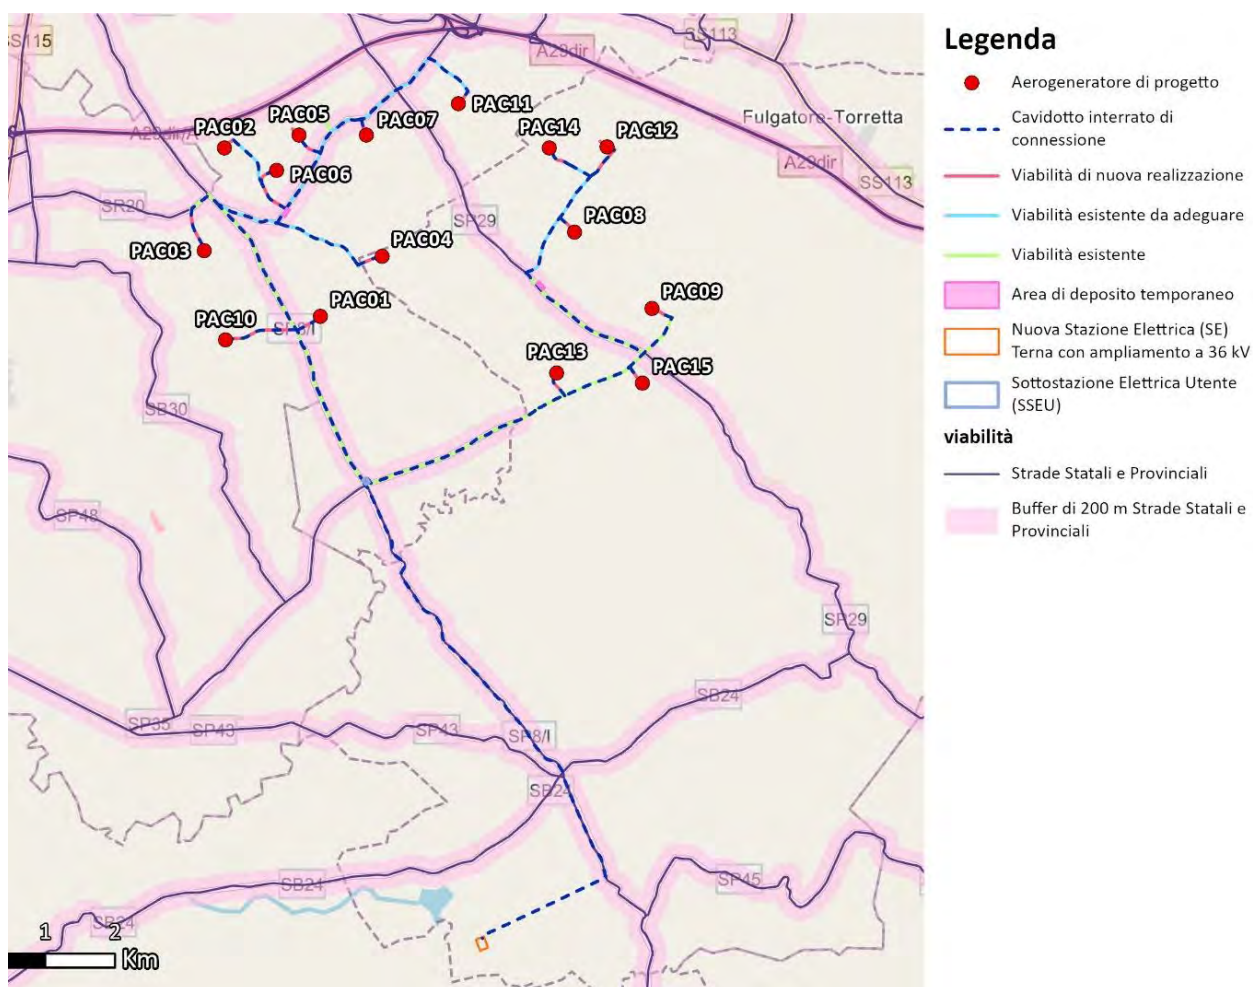 SS115
SS113
A29dir
Fulgatore-Torretta
A29dir
SS113
A29dir/A
PAC11
PAC05
PAC02
PAC07
PAC14
PAC12
PAC06
SR20
SP29
PAC08
PAC03
PAC04
PAC09
PAC01
PAC10
SP8/I
PAC13
PAC15
SB30
SP48
SP29
SB24
SP35
SP43
SP43
SP8/I
SB24
SB24
SP45
SB24
1 2
Km
Legenda
Aerogeneratore di progetto
Cavidotto interrato di
connessione
Viabilità di nuova realizzazione
Viabilità esistente da adeguare
Viabilità esistente
Area di deposito temporaneo
Nuova Stazione Elettrica (SE)
Terna con ampliamento a 36 kV
Sottostazione Elettrica Utente
(SSEU)
viabilità
Strade Statali e Provinciali
Buffer di 200 m Strade Statali e
Provinciali